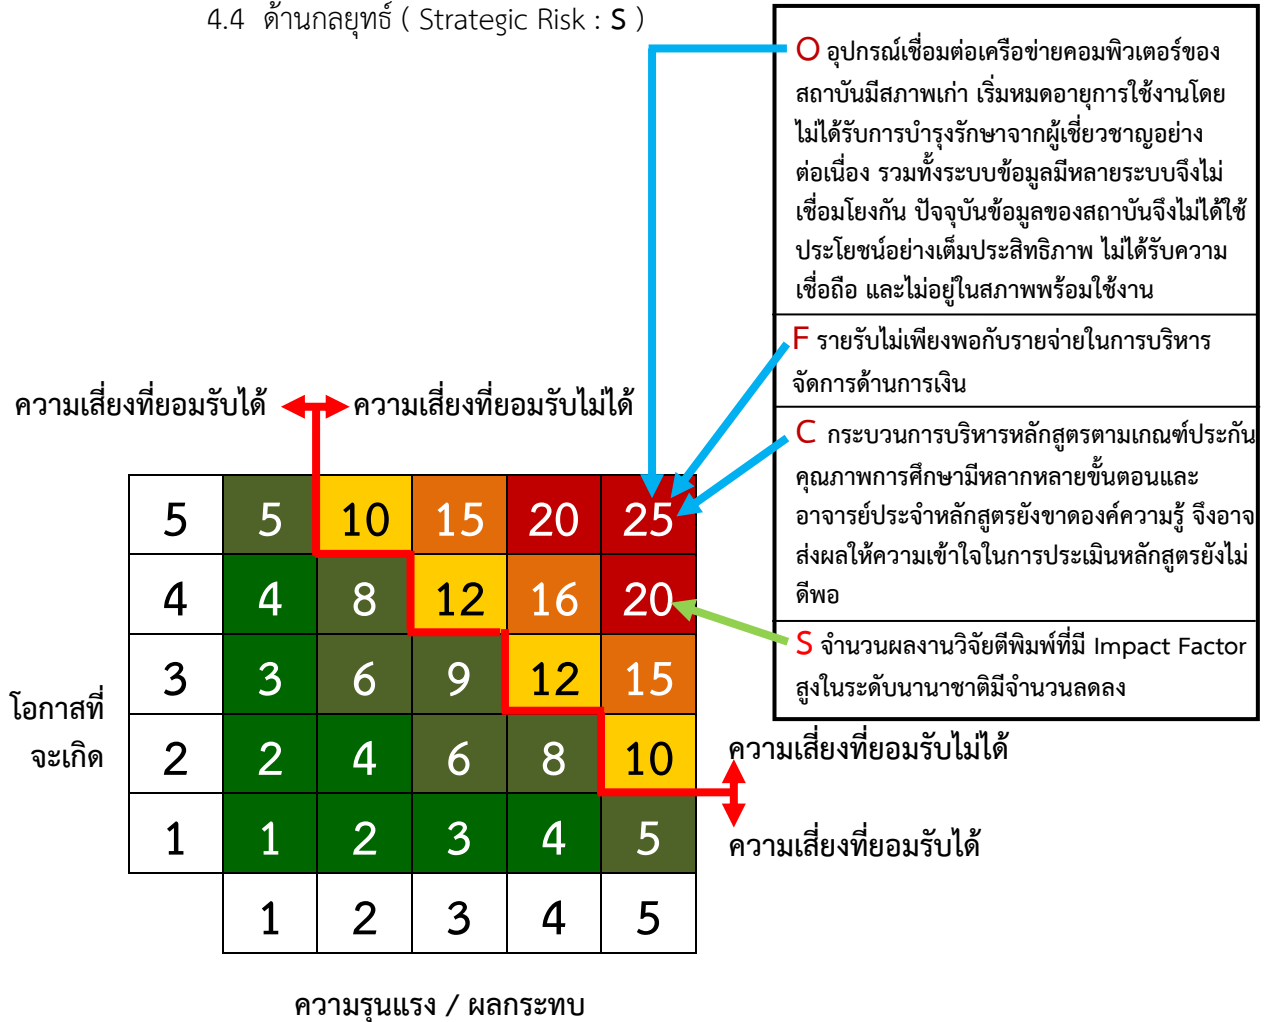 4.4 ด้านกลยุทธ์ ( Strategic Risk : S )
O อุปกรณ์เชื่อมต่อเครือข่ายคอมพิวเตอร์ของ
สถาบันมีสภาพเก่า เริ่มหมดอายุการใช้งานโดย
ไม่ได้รับการบำรุงรักษาจากผู้เชี่ยวชาญอย่าง
ต่อเนื่อง รวมทั้งระบบข้อมูลมีหลายระบบจึงไม่
เชื่อมโยงกัน ปัจจุบันข้อมูลของสถาบันจึงไม่ได้ใช้
ประโยชน์อย่างเต็มประสิทธิภาพ ไม่ได้รับความ
เชื่อถือ และไม่อยู่ในสภาพพร้อมใช้งาน
F รายรับไม่เพียงพอกับรายจ่ายในการบริหาร
จัดการด้านการเงิน
C กระบวนการบริหารหลักสูตรตามเกณฑ์ประกัน
คุณภาพการศึกษามีหลากหลายขั้นตอนและ
อาจารย์ประจำหลักสูตรยังขาดองค์ความรู้ จึงอาจ
ส่งผลให้ความเข้าใจในการประเมินหลักสูตรยังไม่
ดีพอ
S จำนวนผลงานวิจัยตีพิมพ์ที่มี Impact Factor
สูงในระดับนานาชาติมีจำนวนลดลง
ความเสี่ยงที่ยอมรับได้ ความเสี่ยงที่ยอมรับไม่ได้
5 5 10 15 20 25
4 4 8 12 16 20
3 3 6 9 12 15
2 2 4 6 8 10
1 1 2 3 4 5
1 2 3 4 5
โอกาสที่
จะเกิด
ความเสี่ยงที่ยอมรับไม่ได้
ความเสี่ยงที่ยอมรับได้
ความรุนแรง / ผลกระทบ